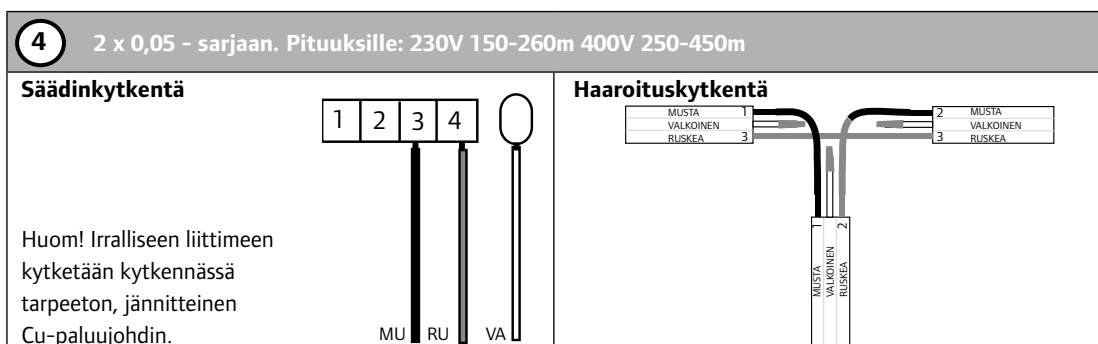 4 2 x 0,05 - sarjaan. Pituuksille: 230V 150-260m 400V 250-450m
Säädinkytkentä
1 2 3 4
Huom! Irralliseen liittimeen
kytketään kytkennässä
tarpeeton, jännitteinen
Cu-paluujohdin.
MU RU VA
Haaroituskytkentä
MUSTA 1
VALKOINEN
RUSKEA 3
2 MUSTA
VALKOINEN
3 RUSKEA
1 2
MUSTA
VALKOINEN
RUSKEA